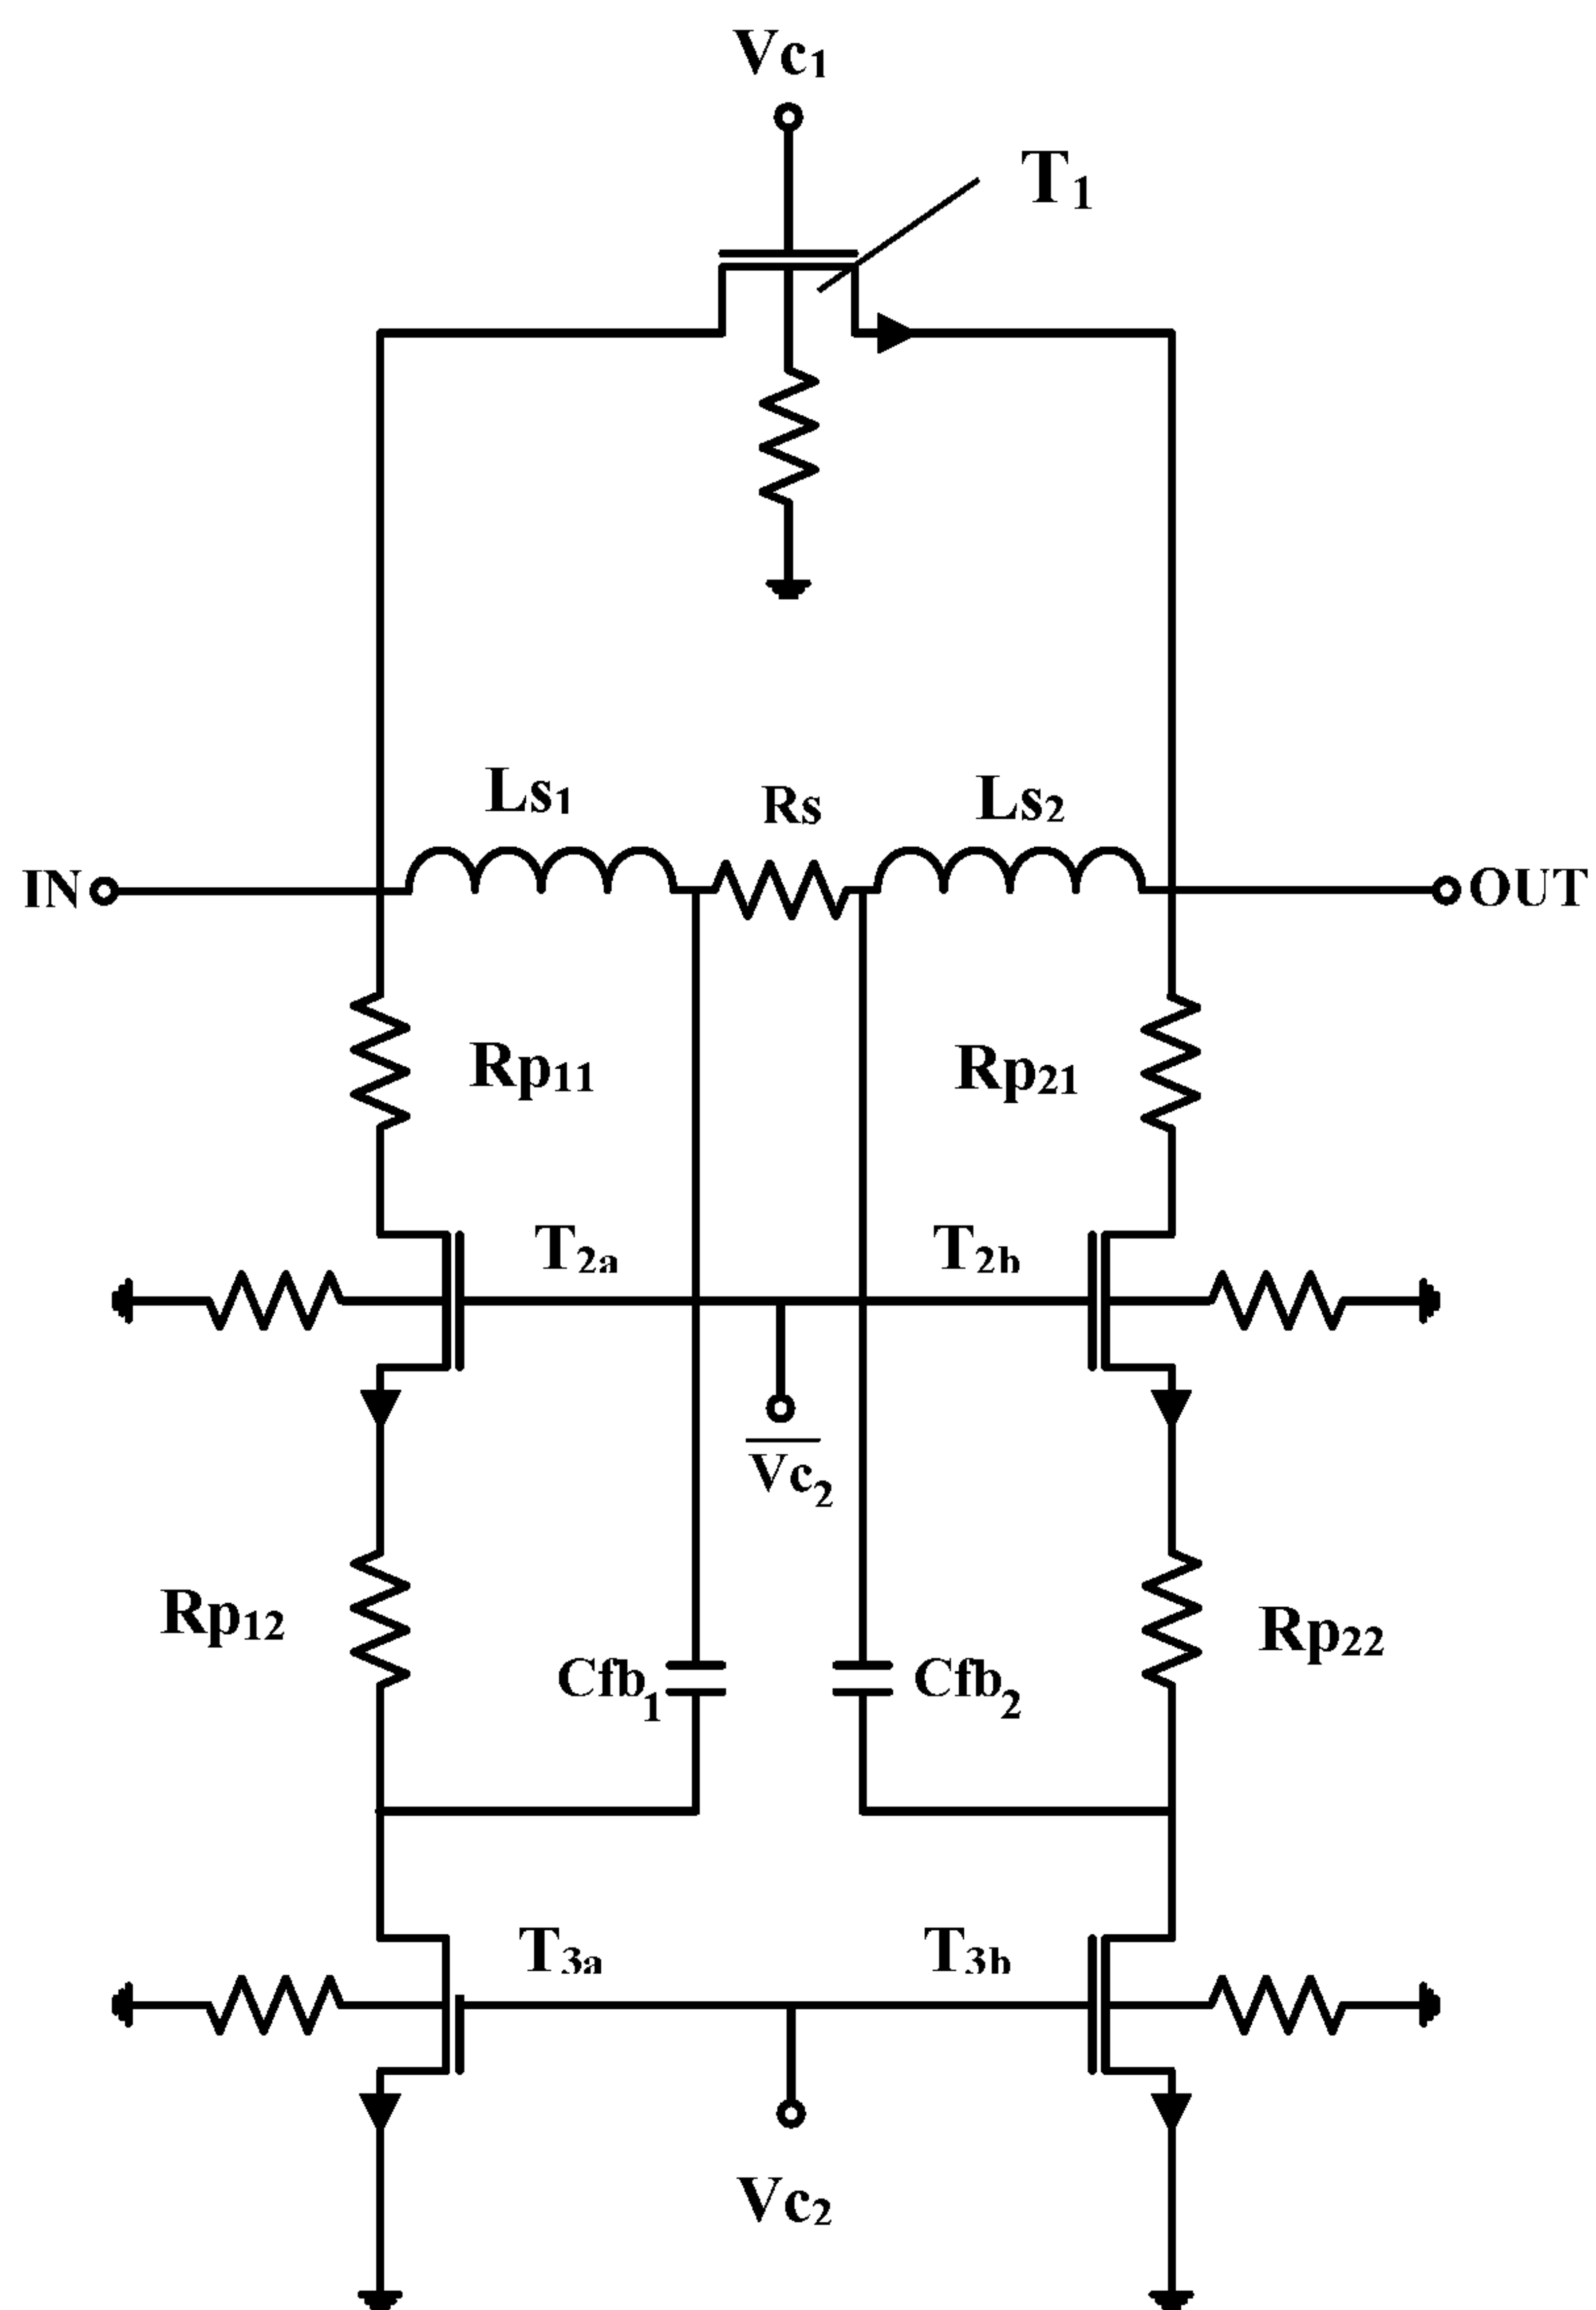 Vc₁
T₁
Ls₁
Rs
Ls₂
IN
OUT
Rp₁₁
Rp₂₁
T₂ₐ
T₂b
Vc₂
Rp₁₂
Rp₂₂
Cfb₁
Cfb₂
T₃ₐ
T₃b
Vc₂